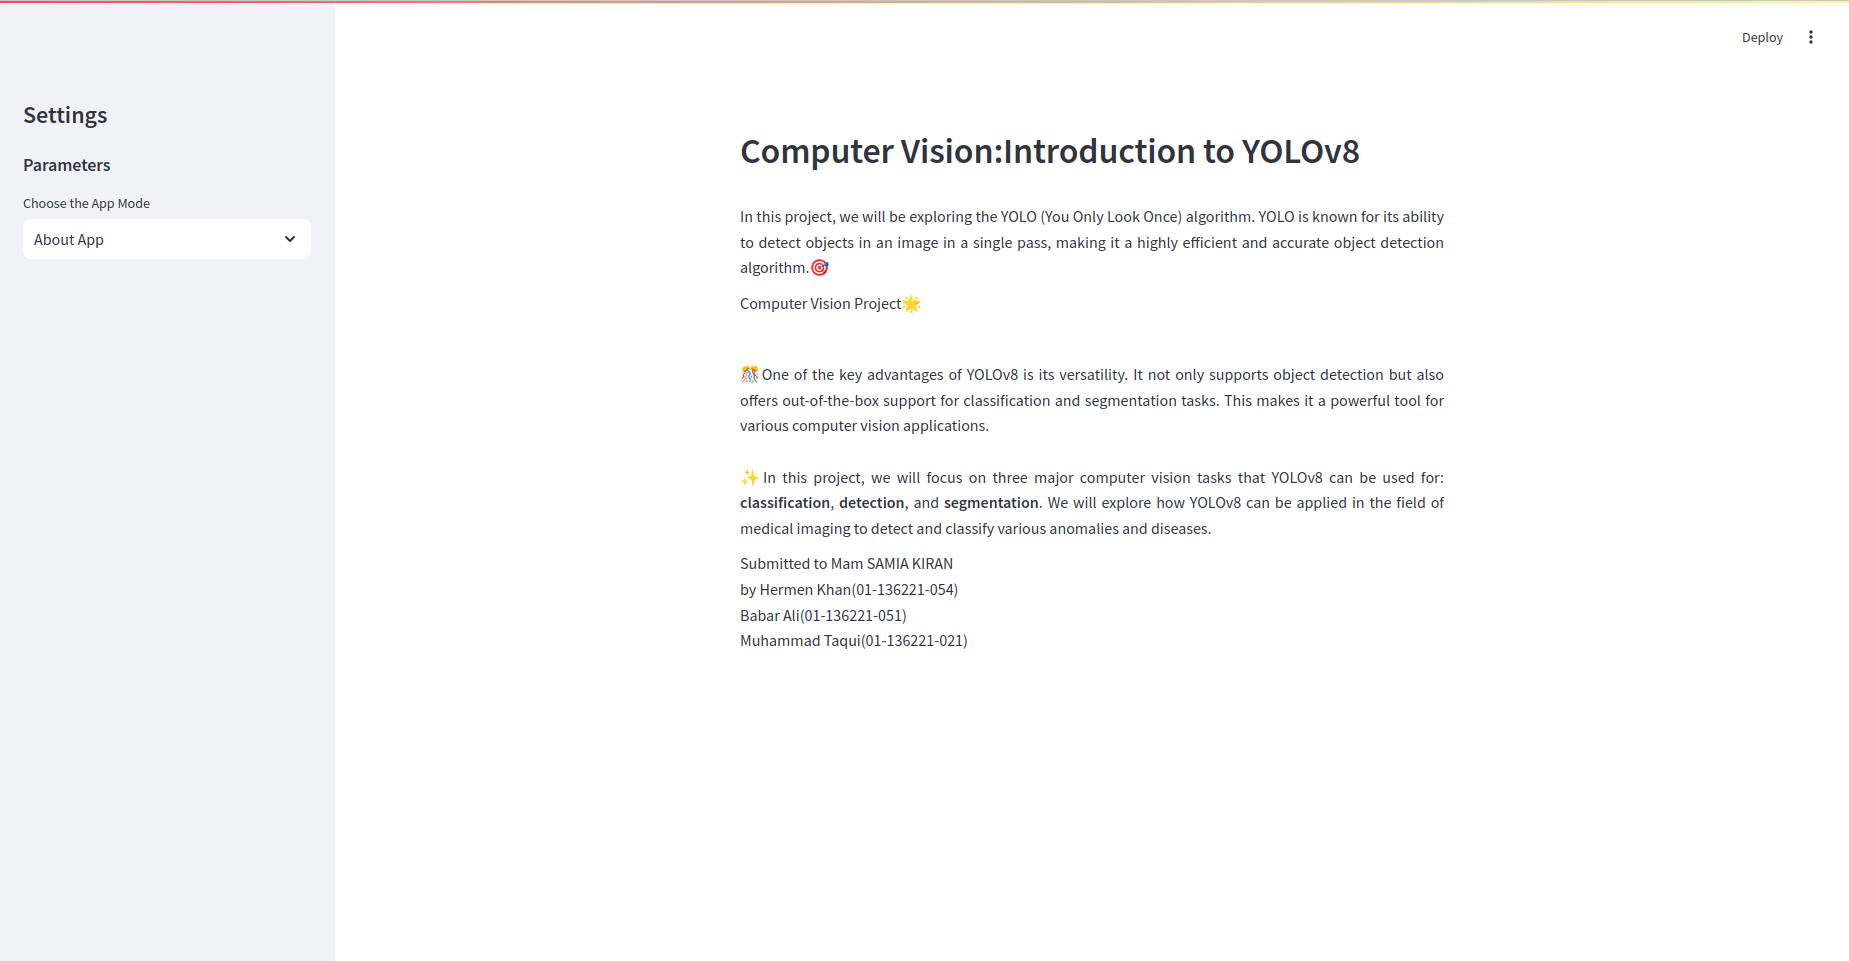 Deploy
Settings
Parameters
Choose the App Mode
About App
Computer Vision:Introduction to YOLOv8
In this project, we will be exploring the YOLO (You Only Look Once) algorithm. YOLO is known for its ability
to detect objects in an image in a single pass, making it a highly efficient and accurate object detection
algorithm.🎯
Computer Vision Project🌟
🎊One of the key advantages of YOLOv8 is its versatility. It not only supports object detection but also
offers out-of-the-box support for classification and segmentation tasks. This makes it a powerful tool for
various computer vision applications.
✨In this project, we will focus on three major computer vision tasks that YOLOv8 can be used for:
classification, detection, and segmentation. We will explore how YOLOv8 can be applied in the field of
medical imaging to detect and classify various anomalies and diseases.
Submitted to Mam SAMIA KIRAN
by Hermen Khan(01-136221-054)
Babar Ali(01-136221-051)
Muhammad Taqui(01-136221-021)